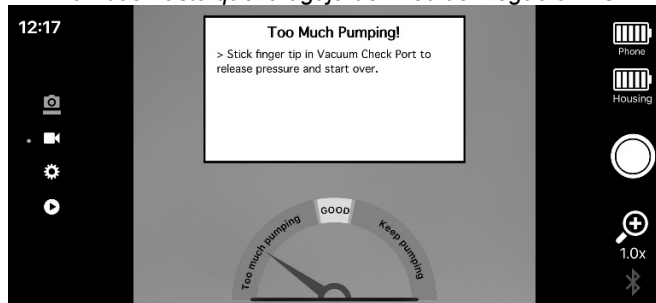 12:17
Too Much Pumping!
> Stick finger tip in Vacuum Check Port to
release pressure and start over.
Phone
Housing
Too much pumping
GOOD
Keep pumping
1.0x